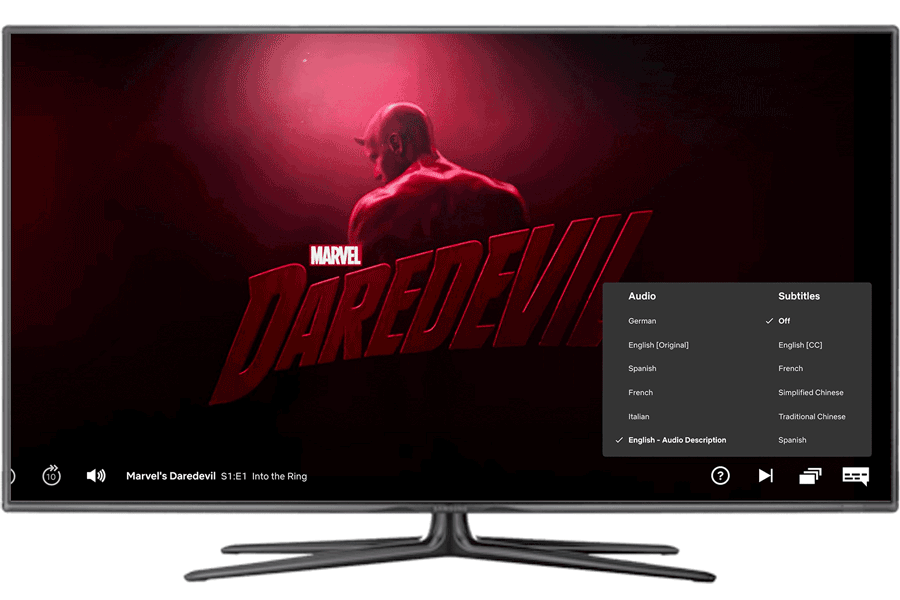 MARVEL
DAREDEVIL
Audio
German
English [Original]
Spanish
French
Italian
✓ English - Audio Description
Subtitles
✓ Off
English [CC]
French
Simplified Chinese
Traditional Chinese
Spanish
10
Marvel's Daredevil S1:E1 Into the Ring
?
SAMSUNG